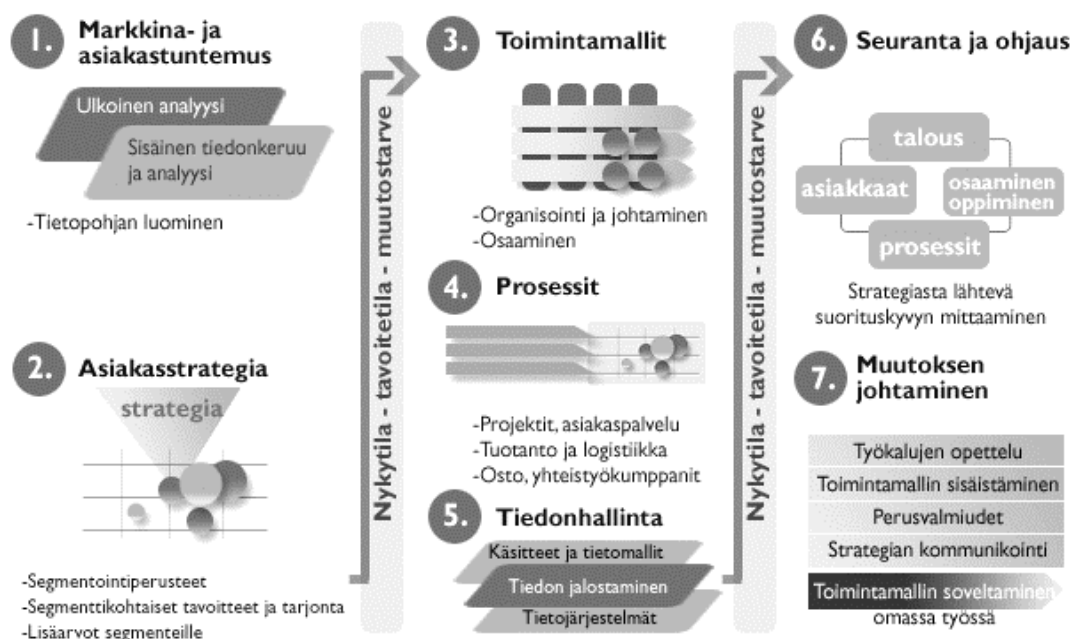 1.
Markkina- ja
asiakastuntemus
Ulkoinen analyysi
Sisäinen tiedonkeruu
ja analyysi
-Tietopohjan luominen
2.
Asiakasstrategia
strategia
-Segmentointiperusteet
-Segmenttikohtaiset tavoitteet ja tarjonta
-Lisäarvot segmenteille
Nykytila - tavoitetila - muutostarve
3.
Toimintamallit
-Organisointi ja johtaminen
-Osaaminen
4.
Prosessit
-Projektit, asiakaspalvelu
-Tuotanto ja logistiikka
-Osto, yhteistyökumppanit
5.
Tiedonhallinta
Käsitteet ja tietomallit
Tiedon jalostaminen
Tietojärjestelmät
Nykytila - tavoitetila - muutostarve
6.
Seuranta ja ohjaus
talous
asiakkaat
osaaminen
oppiminen
prosessit
Strategiasta lähtevä
suorituskyvyn mittaaminen
7.
Muutoksen
johtaminen
Työkalujen opettelu
Toimintamallin sisäistäminen
Perusvalmiudet
Strategian kommunikointi
Toimintamallin soveltaminen
omassa työssä